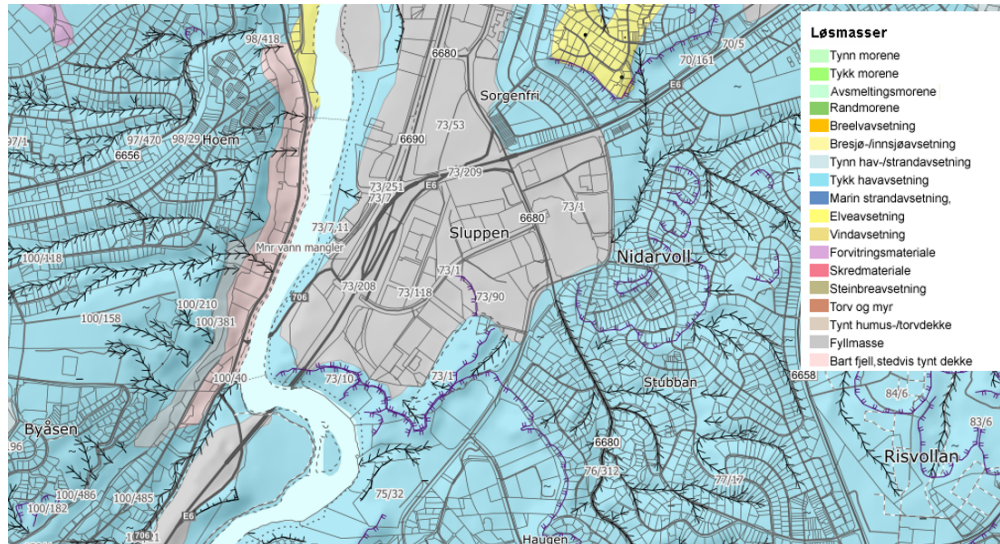 98/418
6680
70/5
70/161
E6
Sorgenfri
97/1
97/470
98/29
Hoem
6656
6690
73/53
73/251
73/7
E6
73/209
73/7,11
Mnr vann mangler
6680
73/1
Sluppen
Nidarvoll
100/118
73/1
706
73/208
73/118
73/90
100/210
100/158
100/381
100/40
73/10
73/1
Stubban
6658
84/6
Byåsen
83/6
96
6680
Risvollan
76/312
77/17
100/486
100/485
100/182
75/32
E6
706
Haugen
Løsmasser
Tynn morene
Tykk morene
Avsmeltingsmorene
Randmorene
Breelvavsetning
Bresjø-/innsjøavsetning
Tynn hav-/strandavsetning
Tykk havavsetning
Marin strandavsetning,
Elveavsetning
Vindavsetning
Forvitringsmateriale
Skredmateriale
Steinbreavsetning
Torv og myr
Tynt humus-/torvdekke
Fyllmasse
Bart fjell,stedvis tynt dekke